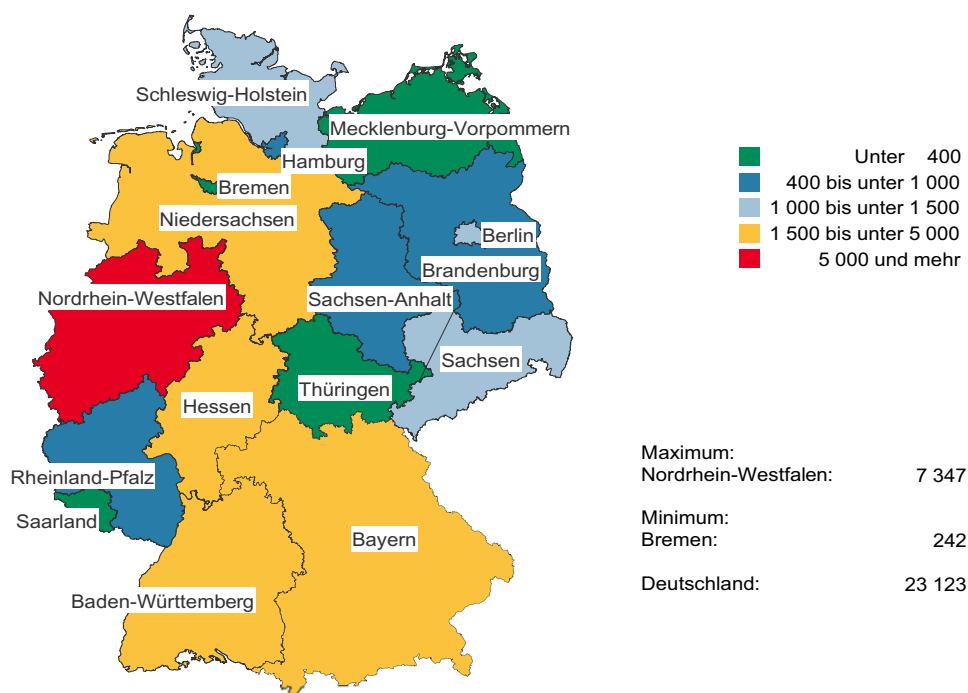 Schleswig-Holstein
Mecklenburg-Vorpommern
Hamburg
Bremen
Niedersachsen
Berlin
Brandenburg
Nordrhein-Westfalen
Sachsen-Anhalt
Sachsen
Thüringen
Hessen
Rheinland-Pfalz
Saarland
Bayern
Baden-Württemberg
Unter 400
400 bis unter 1 000
1 000 bis unter 1 500
1 500 bis unter 5 000
5 000 und mehr
Maximum:
Nordrhein-Westfalen: 7 347
Minimum:
Bremen: 242
Deutschland: 23 123